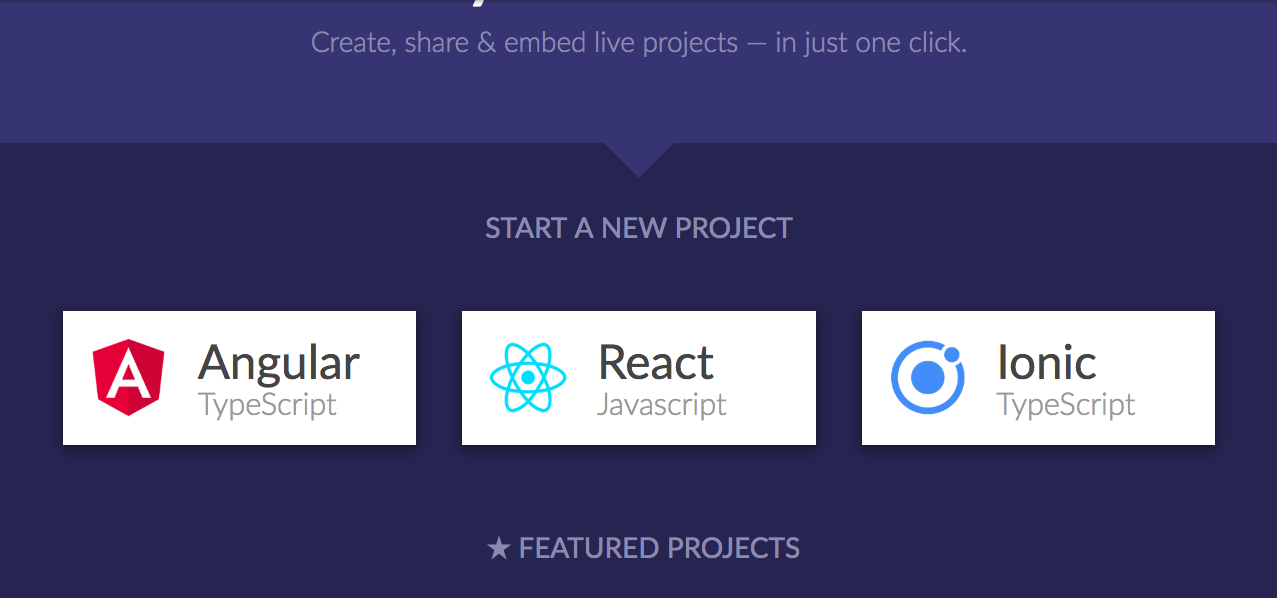 Create, share & embed live projects — in just one click.
START A NEW PROJECT
Angular
TypeScript
React
Javascript
Ionic
TypeScript
★ FEATURED PROJECTS